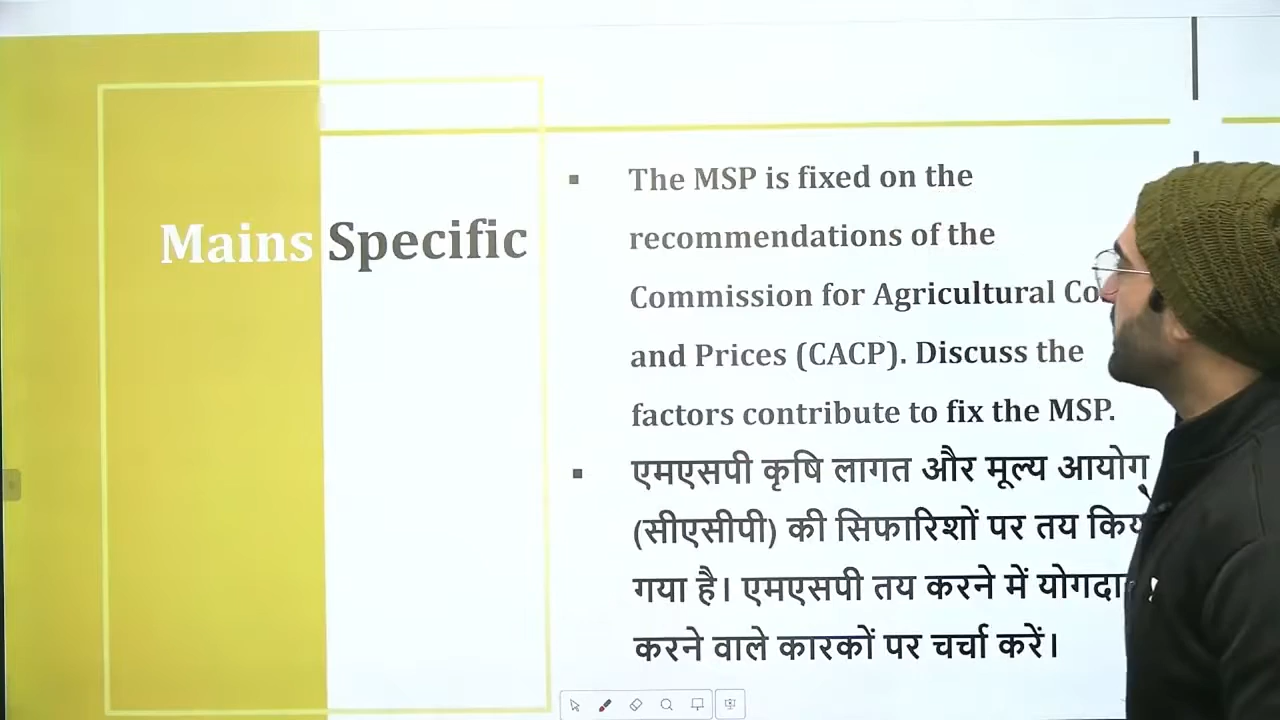 Mains Specific
The MSP is fixed on the
recommendations of the
Commission for Agricultural
and Prices (CACP). Discuss the
factors contribute to fix the MSP.
एमएसपी कृषि लागत और मूल्य आयोग
(सीएसीपी) की सिफारिशों पर तय
गया है। एमएसपी तय करने में
करने वाले कारकों पर चर्चा करें।